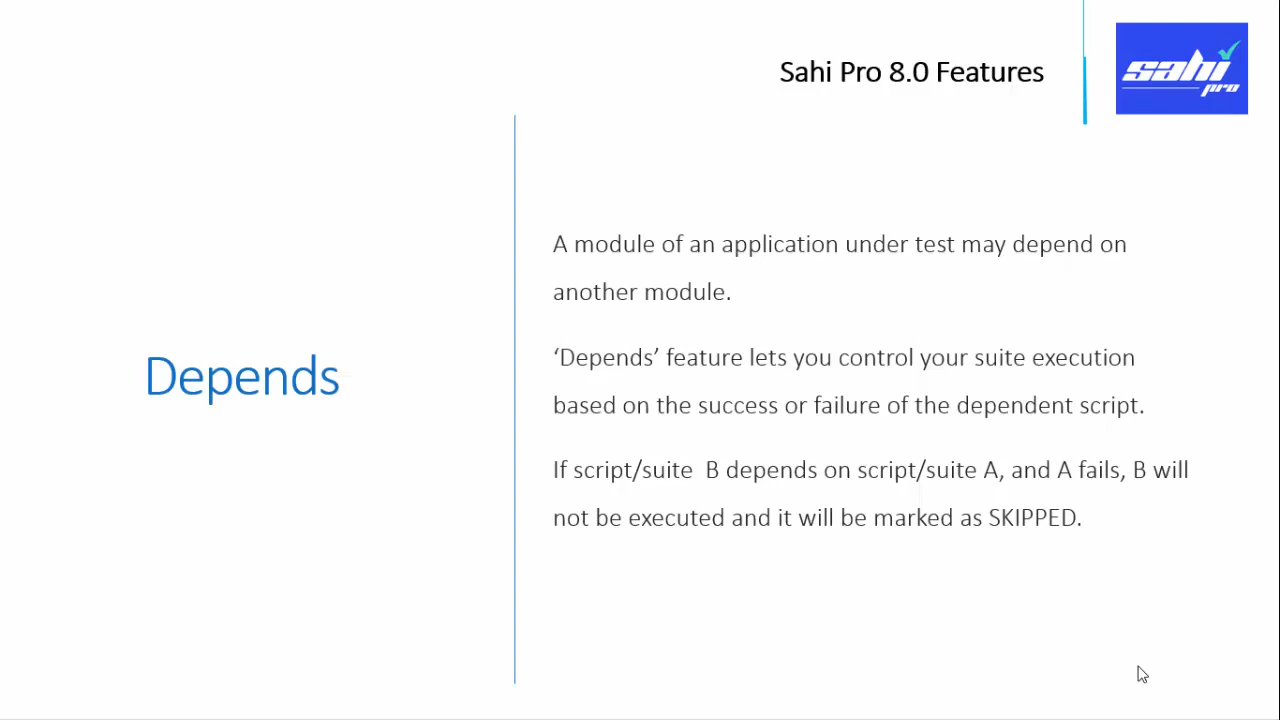 Sahi Pro 8.0 Features
sahi
pro
Depends
A module of an application under test may depend on
another module.
‘Depends’ feature lets you control your suite execution
based on the success or failure of the dependent script.
If script/suite  B depends on script/suite A, and A fails, B will
not be executed and it will be marked as SKIPPED.